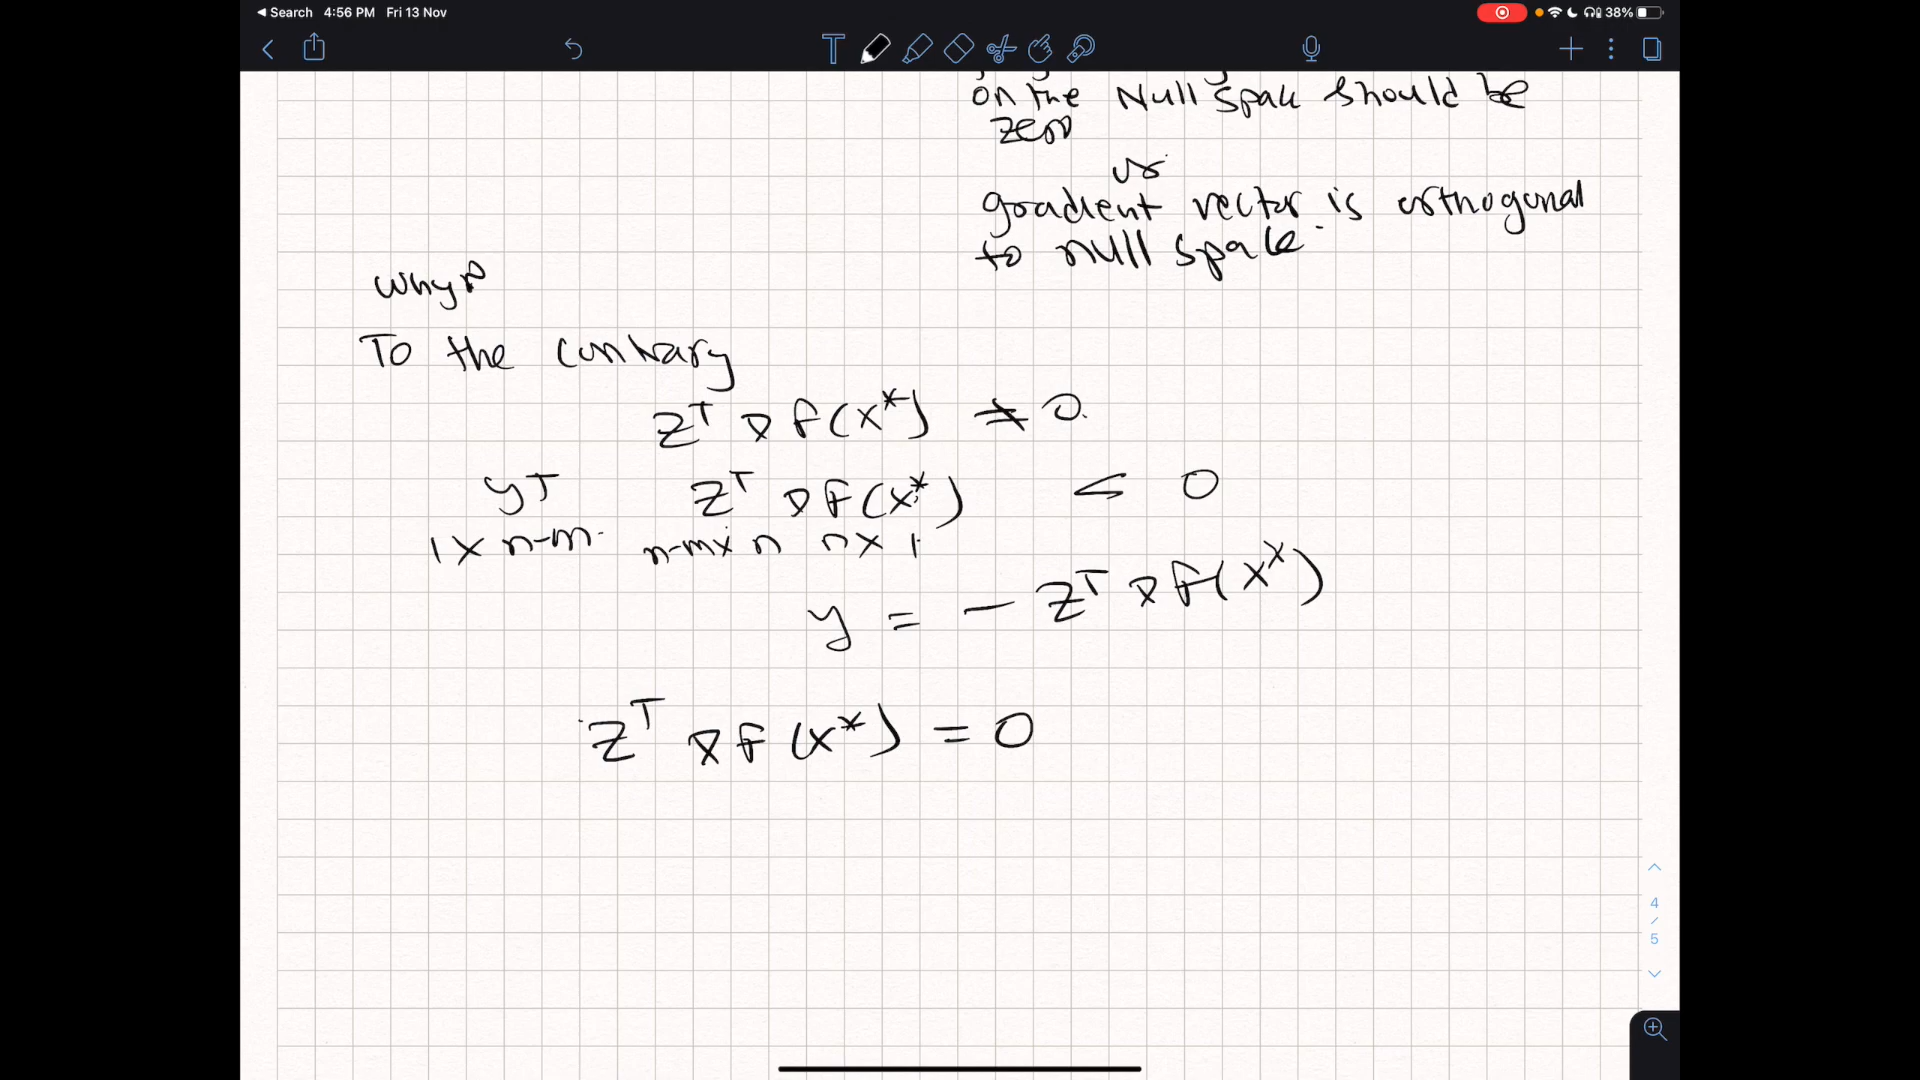 Search 4:56 PM Fri 13 Nov
38%
on the Null space should be
zero
or
gradient vector is orthogonal
to null space.
Why?
To the contrary
Z^T ∇f(x*) ≠ 0.
y^T Z^T ∇f(x*) < 0
1 × n-m. n-m × n n × 1
y = - Z^T ∇f(x*)
Z^T ∇f(x*) = 0
4
/
5